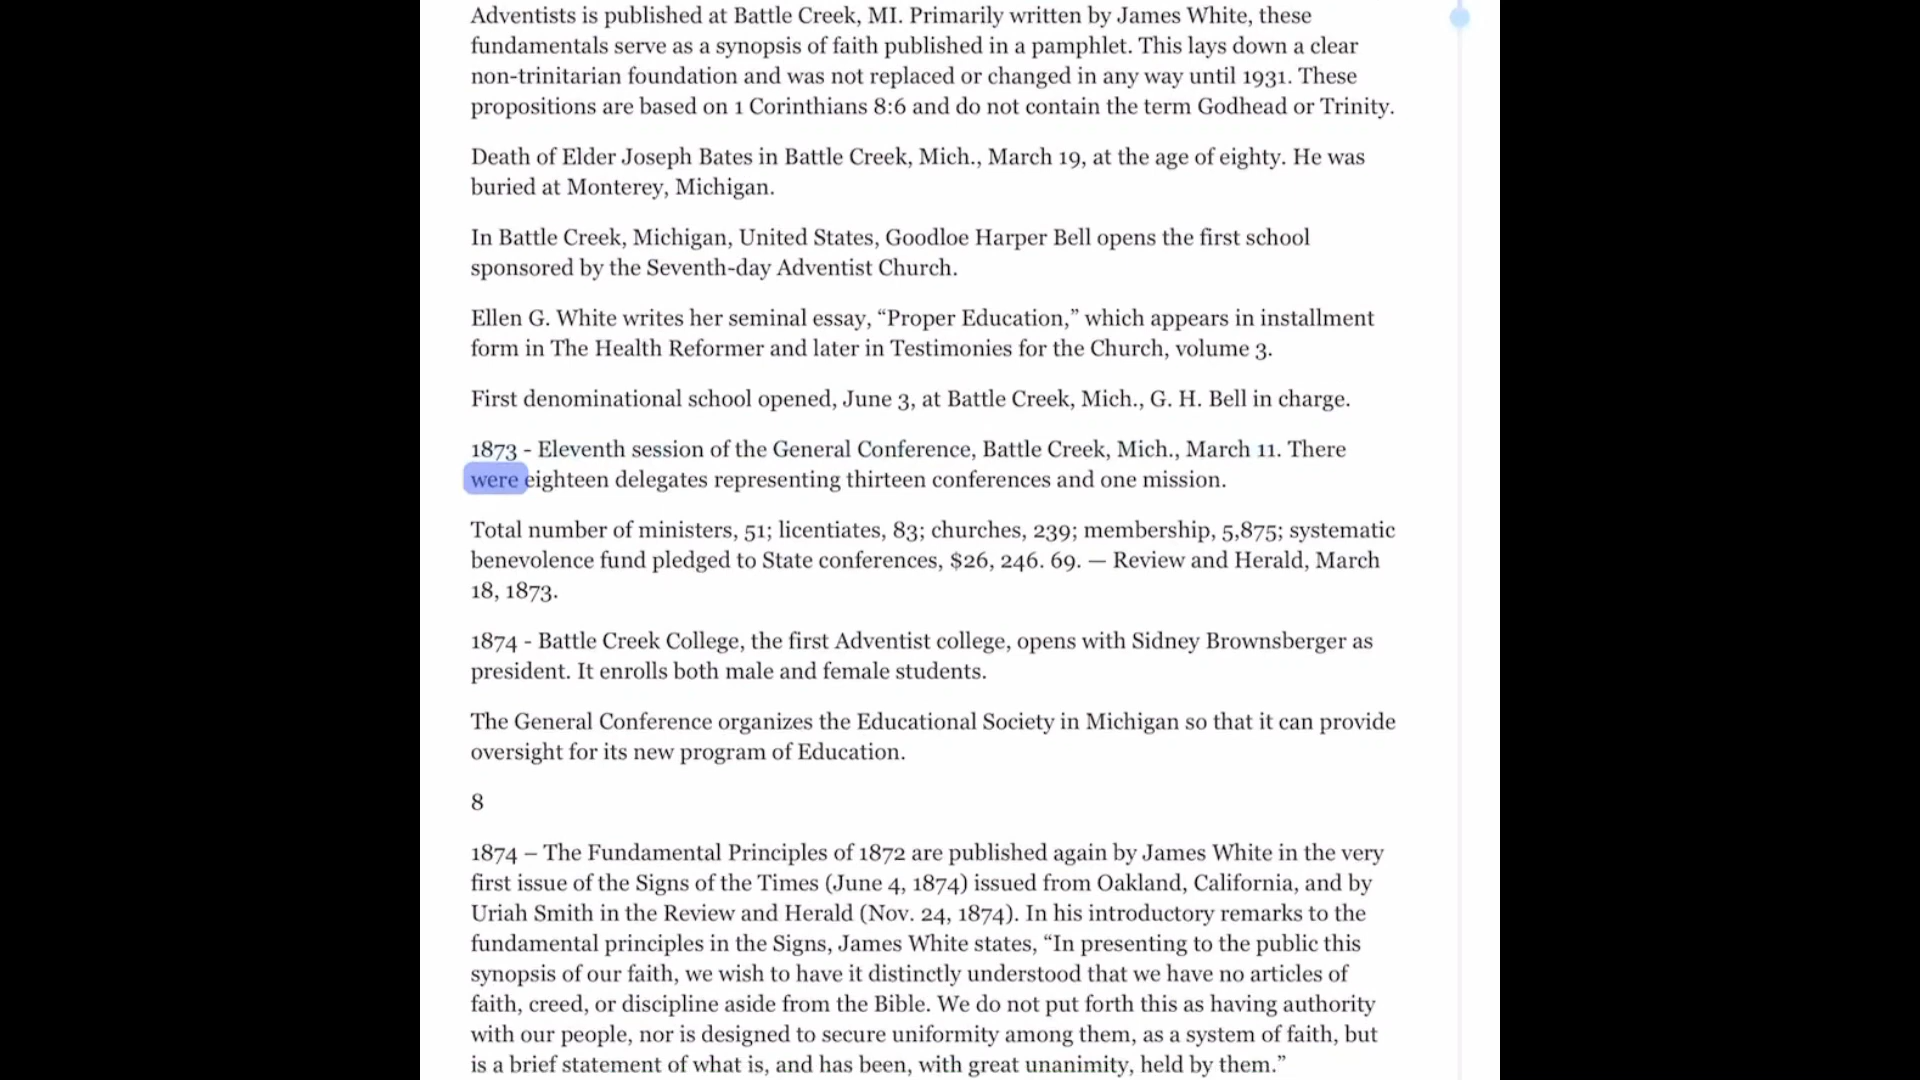 Adventists is published at Battle Creek, MI. Primarily written by James White, these
fundamentals serve as a synopsis of faith published in a pamphlet. This lays down a clear
non-trinitarian foundation and was not replaced or changed in any way until 1931. These
propositions are based on 1 Corinthians 8:6 and do not contain the term Godhead or Trinity.
Death of Elder Joseph Bates in Battle Creek, Mich., March 19, at the age of eighty. He was
buried at Monterey, Michigan.
In Battle Creek, Michigan, United States, Goodloe Harper Bell opens the first school
sponsored by the Seventh-day Adventist Church.
Ellen G. White writes her seminal essay, “Proper Education,” which appears in installment
form in The Health Reformer and later in Testimonies for the Church, volume 3.
First denominational school opened, June 3, at Battle Creek, Mich., G. H. Bell in charge.
1873 - Eleventh session of the General Conference, Battle Creek, Mich., March 11. There
were eighteen delegates representing thirteen conferences and one mission.
Total number of ministers, 51; licentiates, 83; churches, 239; membership, 5,875; systematic
benevolence fund pledged to State conferences, $26, 246. 69. — Review and Herald, March
18, 1873.
1874 - Battle Creek College, the first Adventist college, opens with Sidney Brownsberger as
president. It enrolls both male and female students.
The General Conference organizes the Educational Society in Michigan so that it can provide
oversight for its new program of Education.
8
1874 – The Fundamental Principles of 1872 are published again by James White in the very
first issue of the Signs of the Times (June 4, 1874) issued from Oakland, California, and by
Uriah Smith in the Review and Herald (Nov. 24, 1874). In his introductory remarks to the
fundamental principles in the Signs, James White states, “In presenting to the public this
synopsis of our faith, we wish to have it distinctly understood that we have no articles of
faith, creed, or discipline aside from the Bible. We do not put forth this as having authority
with our people, nor is designed to secure uniformity among them, as a system of faith, but
is a brief statement of what is, and has been, with great unanimity, held by them.”